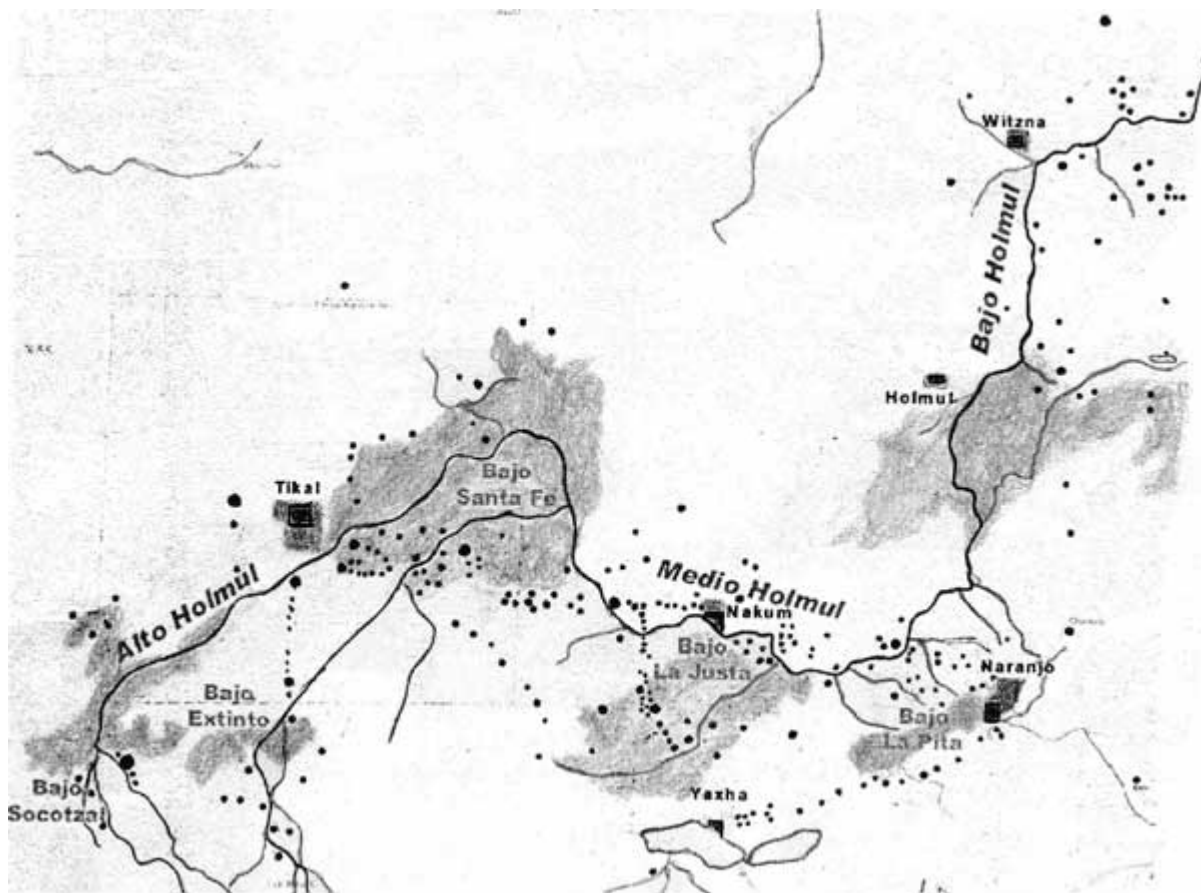 Witzna
Bajo Holmul
Holmul
Tikal
Bajo
Santa Fe
Alto Holmul
Medio Holmul
Nakum
Bajo
La Justa
Bajo
Extinto
Naranjo
Bajo
La Pita
Bajo
Socotzal
Yaxha